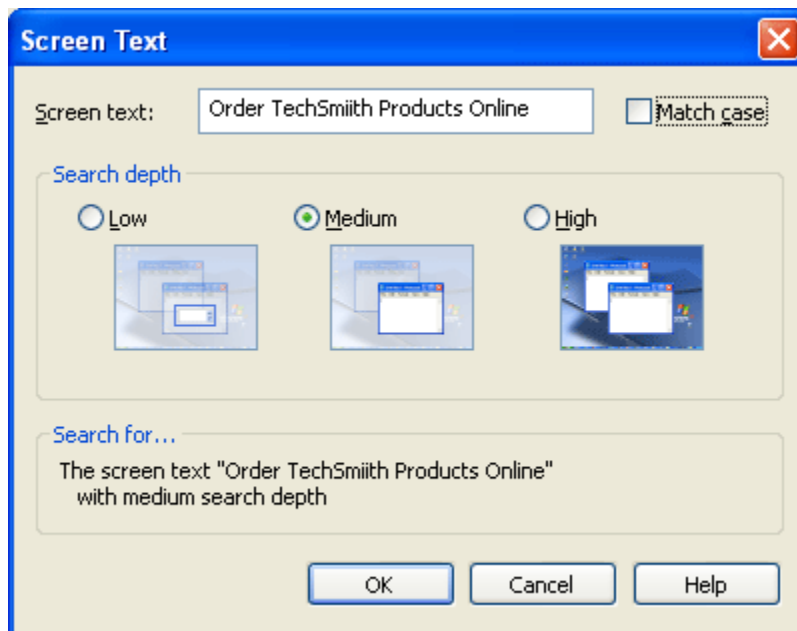 Screen Text
Screen text: Order TechSmiith Products Online Match case
Search depth
Low Medium High
Search for...
The screen text "Order TechSmiith Products Online"
with medium search depth
OK Cancel Help